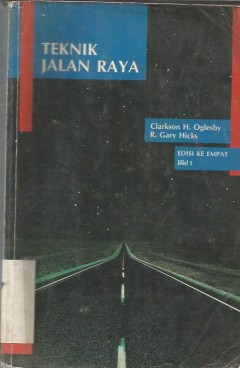 TEKNIK
JALAN RAYA
Clarkson H. Oglesby
R. Gary Hicks
EDISI KE EMPAT
Jilid 1